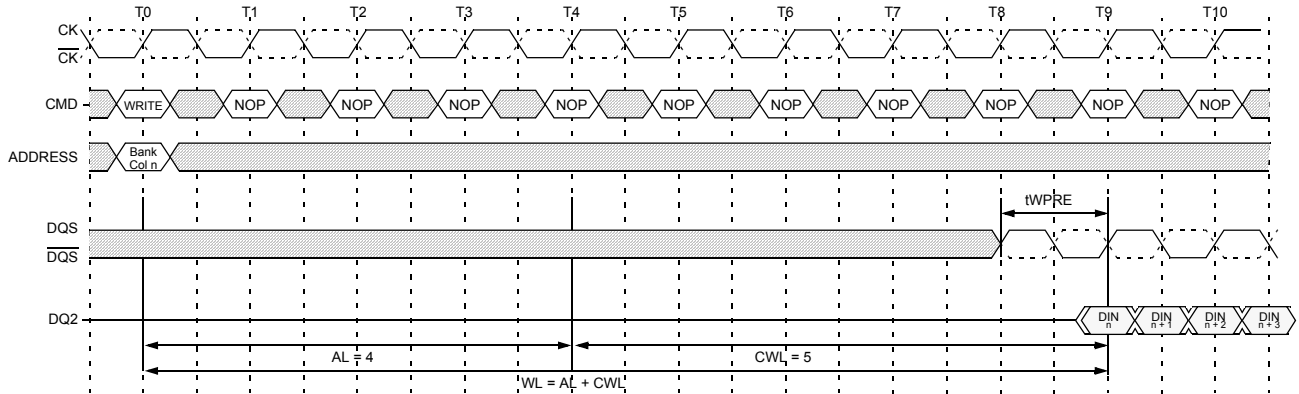 T0 T1 T2 T3 T4 T5 T6 T7 T8 T9 T10
CK
CK
CMD WRITE NOP NOP NOP NOP NOP NOP NOP NOP NOP NOP
ADDRESS Bank
Col n
tWPRE
DQS
DQS
DQ2 DIN n DIN n + 1 DIN n + 2 DIN n + 3
AL = 4 CWL = 5
WL = AL + CWL